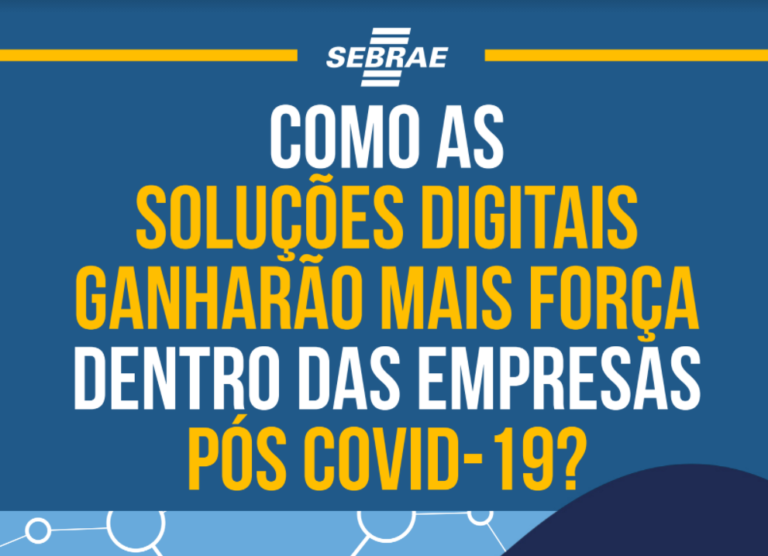 SEBRAE
COMO AS
SOLUÇÕES DIGITAIS
GANHARÃO MAIS FORÇA
DENTRO DAS EMPRESAS
PÓS COVID-19?